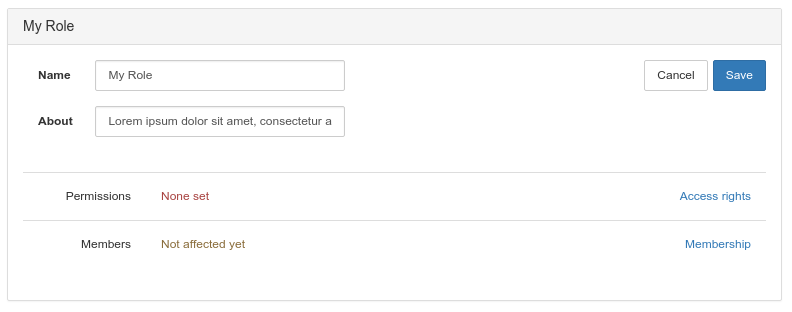 My Role
Name My Role Cancel Save
About Lorem ipsum dolor sit amet, consectetur a
Permissions None set Access rights
Members Not affected yet Membership